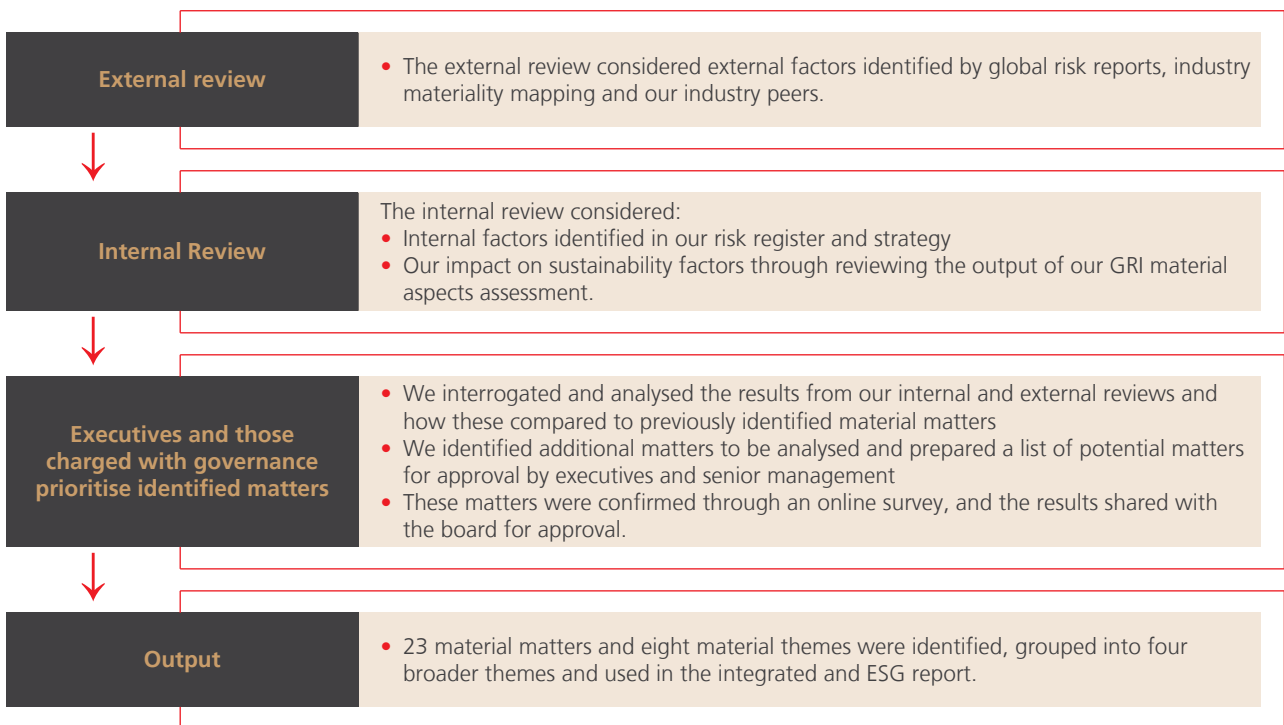 External review
• The external review considered external factors identified by global risk reports, industry
materiality mapping and our industry peers.
Internal Review
The internal review considered:
• Internal factors identified in our risk register and strategy
• Our impact on sustainability factors through reviewing the output of our GRI material
aspects assessment.
Executives and those
charged with governance
prioritise identified matters
• We interrogated and analysed the results from our internal and external reviews and
how these compared to previously identified material matters
• We identified additional matters to be analysed and prepared a list of potential matters
for approval by executives and senior management
• These matters were confirmed through an online survey, and the results shared with
the board for approval.
Output
• 23 material matters and eight material themes were identified, grouped into four
broader themes and used in the integrated and ESG report.